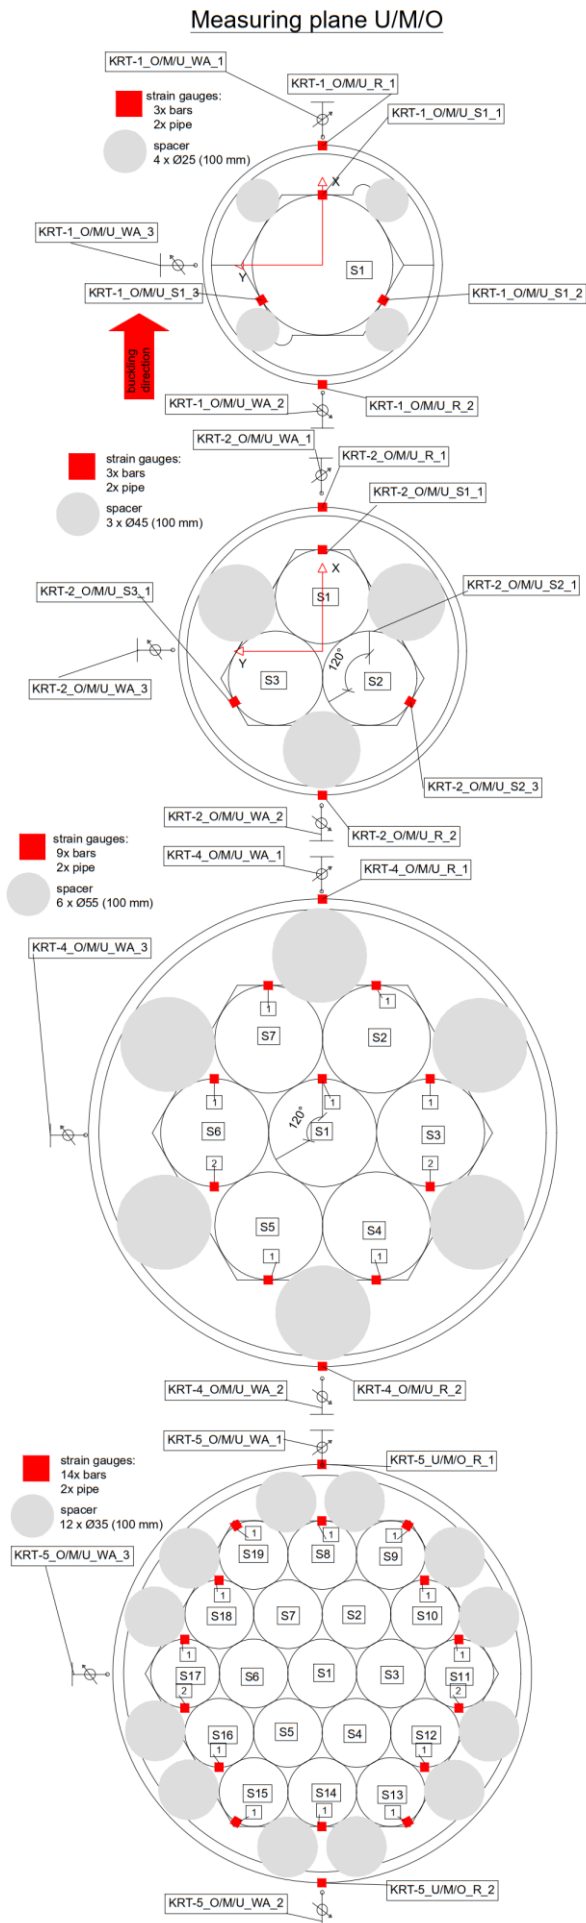 Measuring plane U/M/O
KRT-1_O/M/U_WA_1
KRT-1_O/M/U_R_1
strain gauges:
3x bars
2x pipe
KRT-1_O/M/U_S1_1
spacer
4 x Ø25 (100 mm)
X
KRT-1_O/M/U_WA_3
Y
S1
KRT-1_O/M/U_S1_3
KRT-1_O/M/U_S1_2
buckling
direction
KRT-1_O/M/U_WA_2
KRT-1_O/M/U_R_2
KRT-2_O/M/U_WA_1
strain gauges:
3x bars
2x pipe
KRT-2_O/M/U_R_1
spacer
3 x Ø45 (100 mm)
KRT-2_O/M/U_S1_1
X
KRT-2_O/M/U_S3_1
KRT-2_O/M/U_S2_1
S1
120°
Y
S3
S2
KRT-2_O/M/U_WA_3
KRT-2_O/M/U_S2_3
KRT-2_O/M/U_WA_2
KRT-2_O/M/U_R_2
strain gauges:
9x bars
2x pipe
KRT-4_O/M/U_WA_1
KRT-4_O/M/U_R_1
spacer
6 x Ø55 (100 mm)
KRT-4_O/M/U_WA_3
1
1
S7
S2
1
1
1
120°
S6
S1
S3
2
2
S5
S4
1
1
KRT-4_O/M/U_WA_2
KRT-4_O/M/U_R_2
KRT-5_O/M/U_WA_1
strain gauges:
14x bars
2x pipe
KRT-5_U/M/O_R_1
spacer
12 x Ø35 (100 mm)
KRT-5_O/M/U_WA_3
1
1
1
S19
S8
S9
1
1
S18
S7
S2
S10
1
1
S17
S6
S1
S3
S11
2
2
S16
S5
S4
S12
1
1
S15
S14
S13
1
1
1
KRT-5_U/M/O_R_2
KRT-5_O/M/U_WA_2